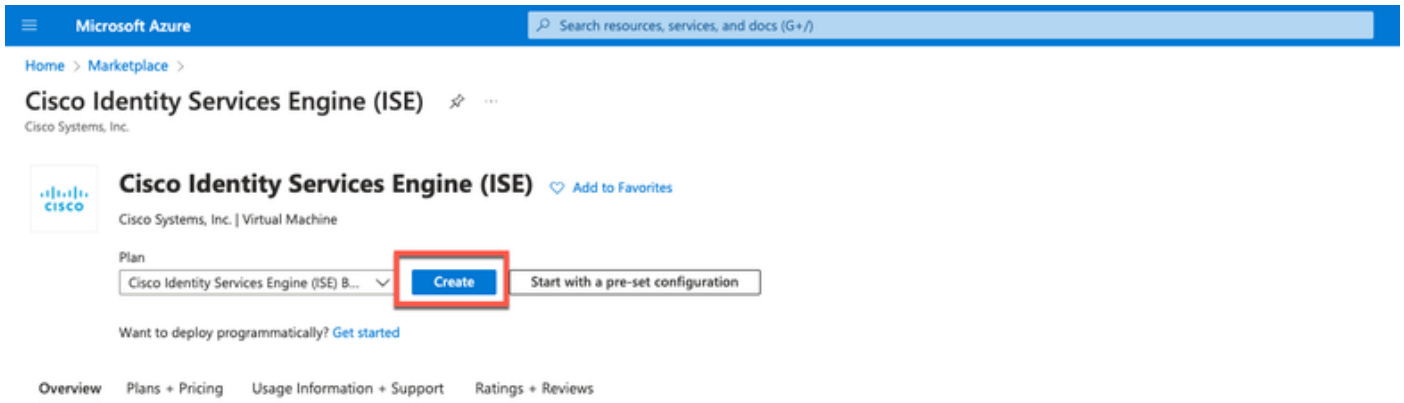 Microsoft Azure
Search resources, services, and docs (G+/)
Home > Marketplace >
Cisco Identity Services Engine (ISE) ...
Cisco Systems, Inc.
CISCO
Cisco Identity Services Engine (ISE) Add to Favorites
Cisco Systems, Inc. | Virtual Machine
Plan
Cisco Identity Services Engine (ISE) B... Create Start with a pre-set configuration
Want to deploy programmatically? Get started
Overview Plans + Pricing Usage Information + Support Ratings + Reviews